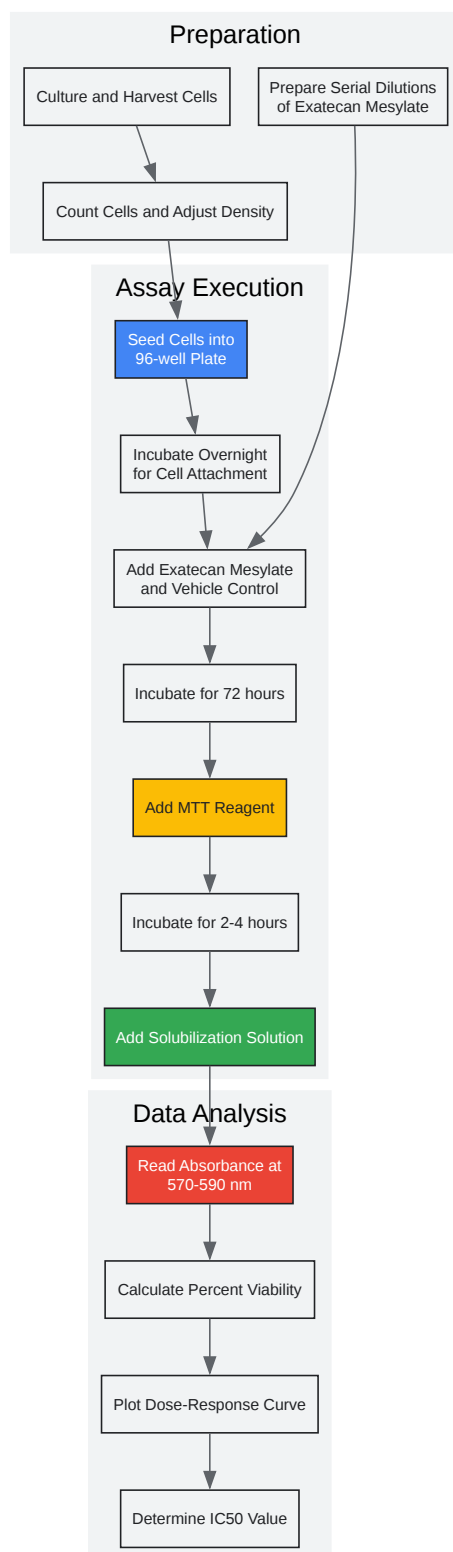 Preparation
Culture and Harvest Cells
Prepare Serial Dilutions
of Exatecan Mesylate
Count Cells and Adjust Density
Assay Execution
Seed Cells into
96-well Plate
Incubate Overnight
for Cell Attachment
Add Exatecan Mesylate
and Vehicle Control
Incubate for 72 hours
Add MTT Reagent
Incubate for 2-4 hours
Add Solubilization Solution
Data Analysis
Read Absorbance at
570-590 nm
Calculate Percent Viability
Plot Dose-Response Curve
Determine IC50 Value